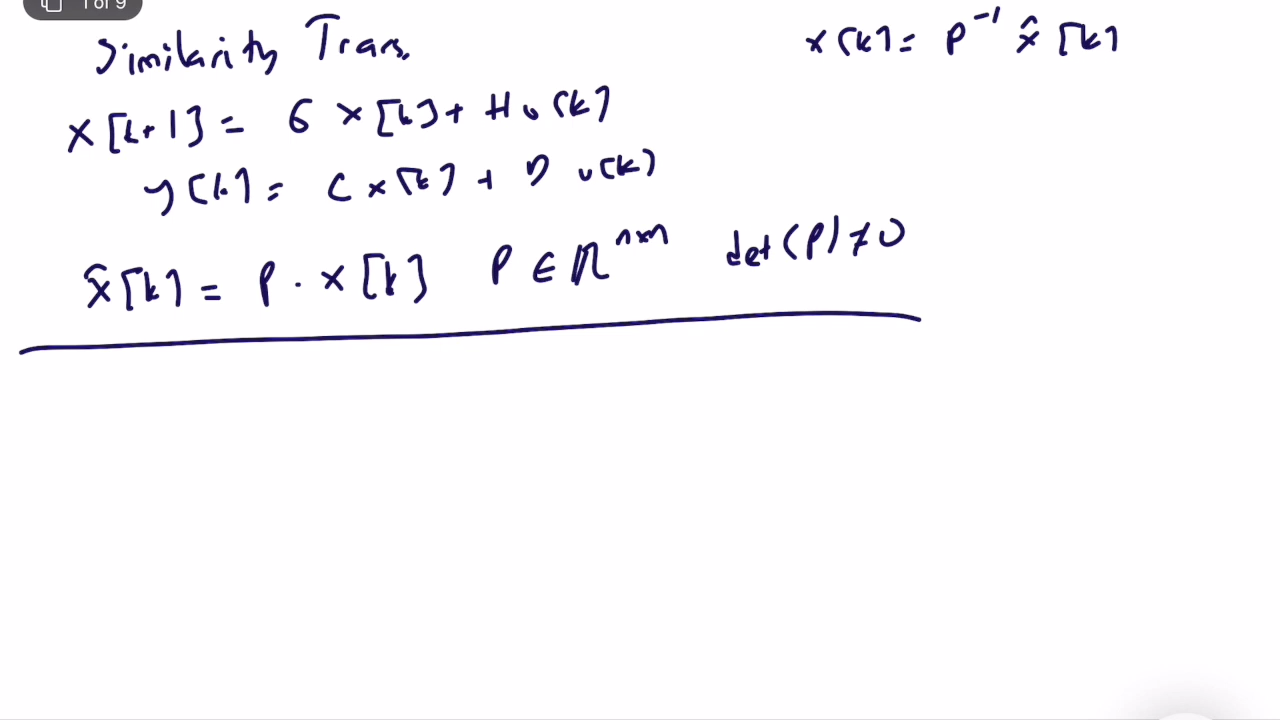 1 of 9
Similarity Trans.
x[k] = P⁻¹ x̂[k]
x[k+1] = G x[k] + H u[k]
y[k] = C x[k] + D u[k]
x̂[k] = P · x[k] P ∈ ℝⁿˣⁿ det(P) ≠ 0